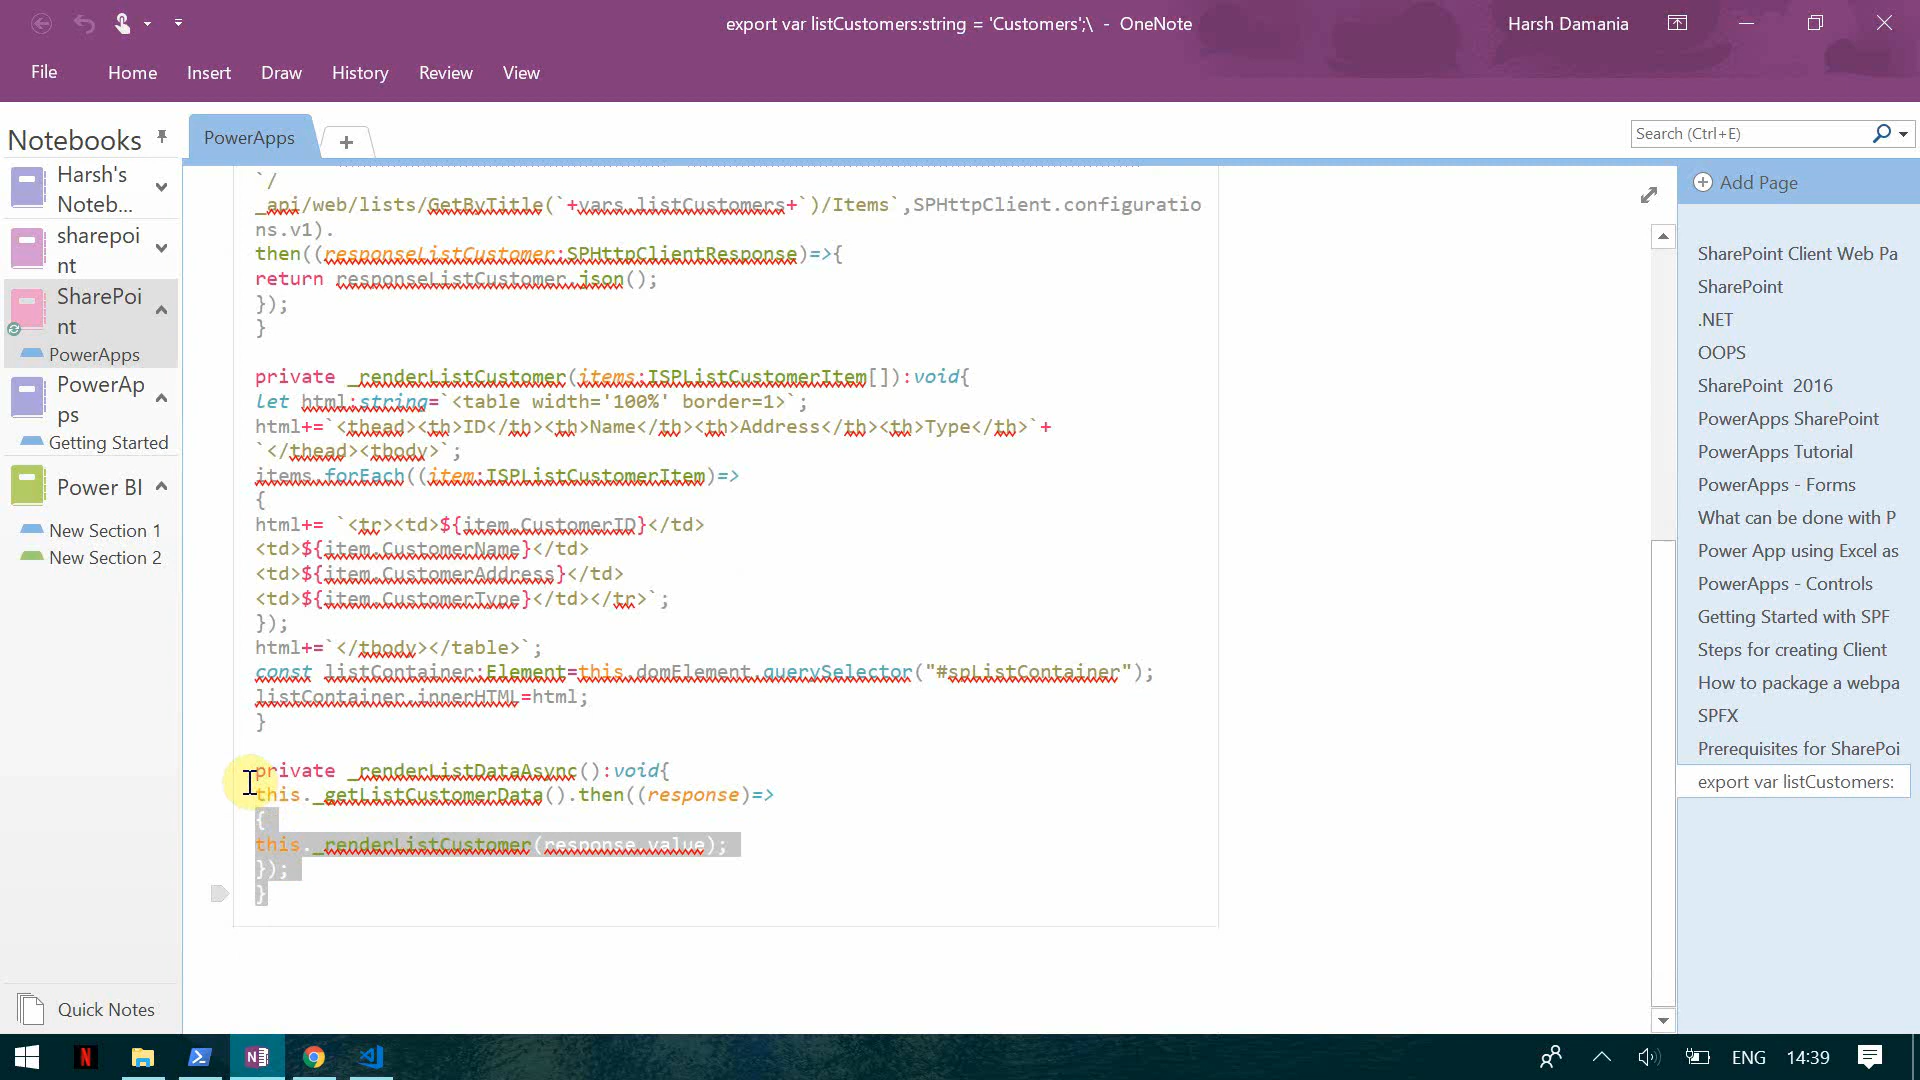 export var listCustomers:string = 'Customers';\ - OneNote
Harsh Damania
File
Home
Insert
Draw
History
Review
View
Notebooks
PowerApps
Search (Ctrl+E)
Harsh's
Noteb...
sharepoi
nt
SharePoi
nt
PowerApps
PowerAp
ps
Getting Started
Power BI
New Section 1
New Section 2
Quick Notes
`/
_api/web/lists/GetByTitle(`+vars.listCustomers+`)/Items`,SPHttpClient.configuratio
ns.v1).
then((responseListCustomer:SPHttpClientResponse)=>{
return responseListCustomer.json();
});
}
private _renderListCustomer(items:ISPListCustomerItem[]):void{
let html:string=`<table width='100%' border=1>`;
html+=`<thead><th>ID</th><th>Name</th><th>Address</th><th>Type</th>`+
`</thead><tbody>`;
items.forEach((item:ISPListCustomerItem)=>
{
html+= `<tr><td>${item.CustomerID}</td>
<td>${item.CustomerName}</td>
<td>${item.CustomerAddress}</td>
<td>${item.CustomerType}</td></tr>`;
});
html+=`</tbody></table>`;
const listContainer:Element=this.domElement.querySelector("#spListContainer");
listContainer.innerHTML=html;
}
private _renderListDataAsync():void{
this._getListCustomerData().then((response)=>
{
this._renderListCustomer(response.value);
});
}
Add Page
SharePoint Client Web Pa
SharePoint
.NET
OOPS
SharePoint 2016
PowerApps SharePoint
PowerApps Tutorial
PowerApps - Forms
What can be done with P
Power App using Excel as
PowerApps - Controls
Getting Started with SPF
Steps for creating Client
How to package a webpa
SPFX
Prerequisites for SharePoi
export var listCustomers:
ENG
14:39